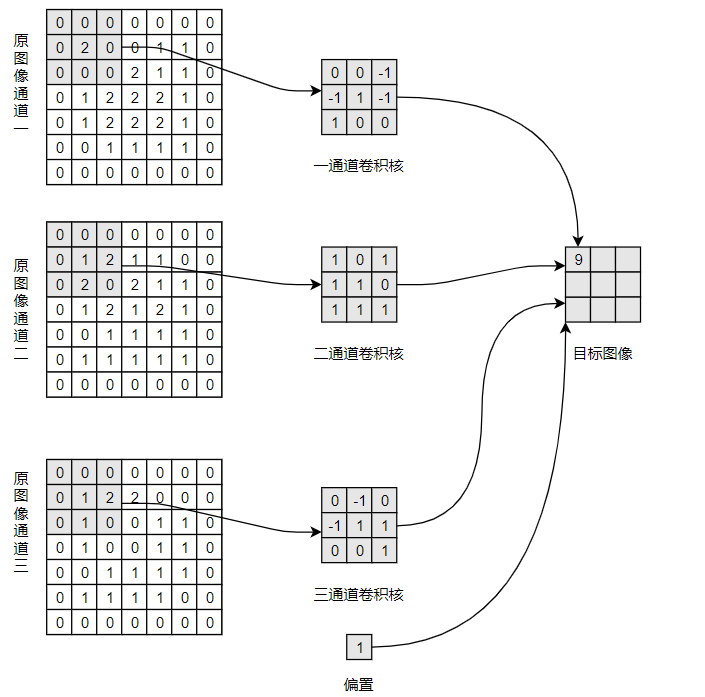 原图像通道一
0 0 0 0 0 0 0
0 2 0 0 1 1 0
0 0 0 2 1 1 0
0 1 2 2 2 1 0
0 1 2 2 2 1 0
0 0 1 1 1 1 0
0 0 0 0 0 0 0
0 0 -1
-1 1 -1
1 0 0
一通道卷积核
原图像通道二
0 0 0 0 0 0 0
0 1 2 1 1 0 0
0 2 0 2 1 1 0
0 1 2 1 2 1 0
0 0 1 1 1 1 0
0 1 1 1 1 1 0
0 0 0 0 0 0 0
1 0 1
1 1 0
1 1 1
二通道卷积核
9
目标图像
原图像通道三
0 0 0 0 0 0 0
0 1 2 2 0 0 0
0 1 0 0 1 1 0
0 1 0 0 1 1 0
0 0 1 1 1 1 0
0 1 1 1 1 0 0
0 0 0 0 0 0 0
0 -1 0
-1 1 1
0 0 1
三通道卷积核
1
偏置